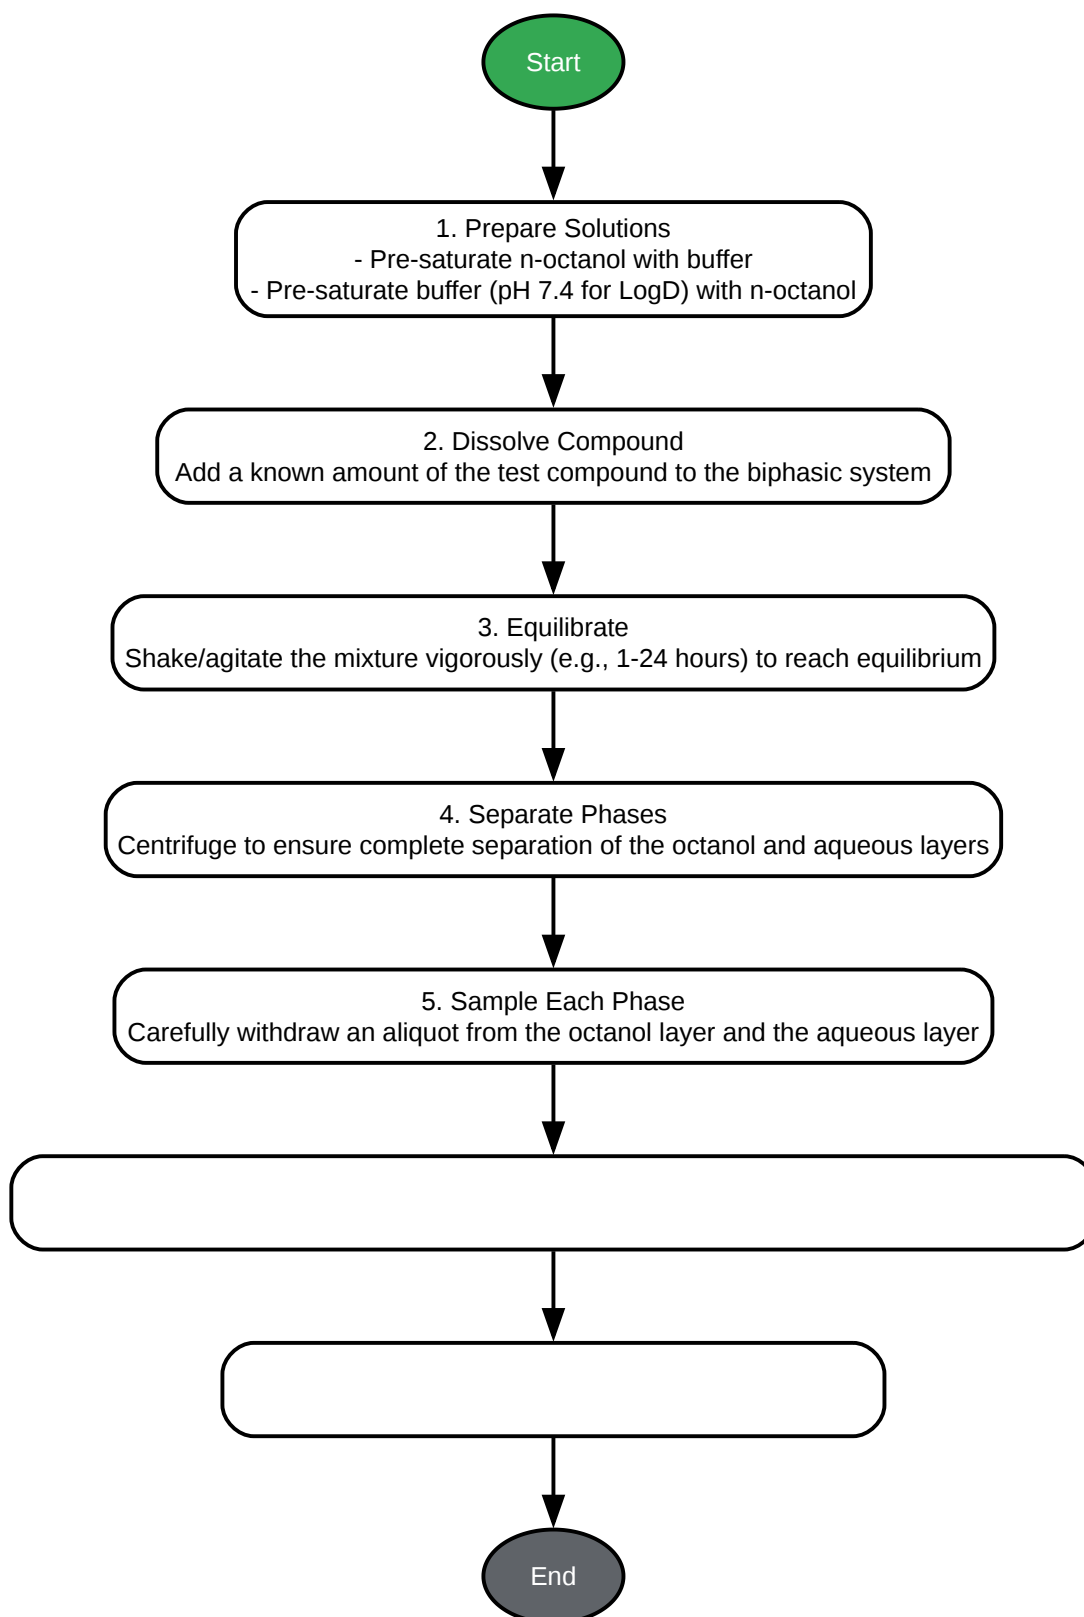 Start
1. Prepare Solutions
- Pre-saturate n-octanol with buffer
- Pre-saturate buffer (pH 7.4 for LogD) with n-octanol
2. Dissolve Compound
Add a known amount of the test compound to the biphasic system
3. Equilibrate
Shake/agitate the mixture vigorously (e.g., 1-24 hours) to reach equilibrium
4. Separate Phases
Centrifuge to ensure complete separation of the octanol and aqueous layers
5. Sample Each Phase
Carefully withdraw an aliquot from the octanol layer and the aqueous layer
End